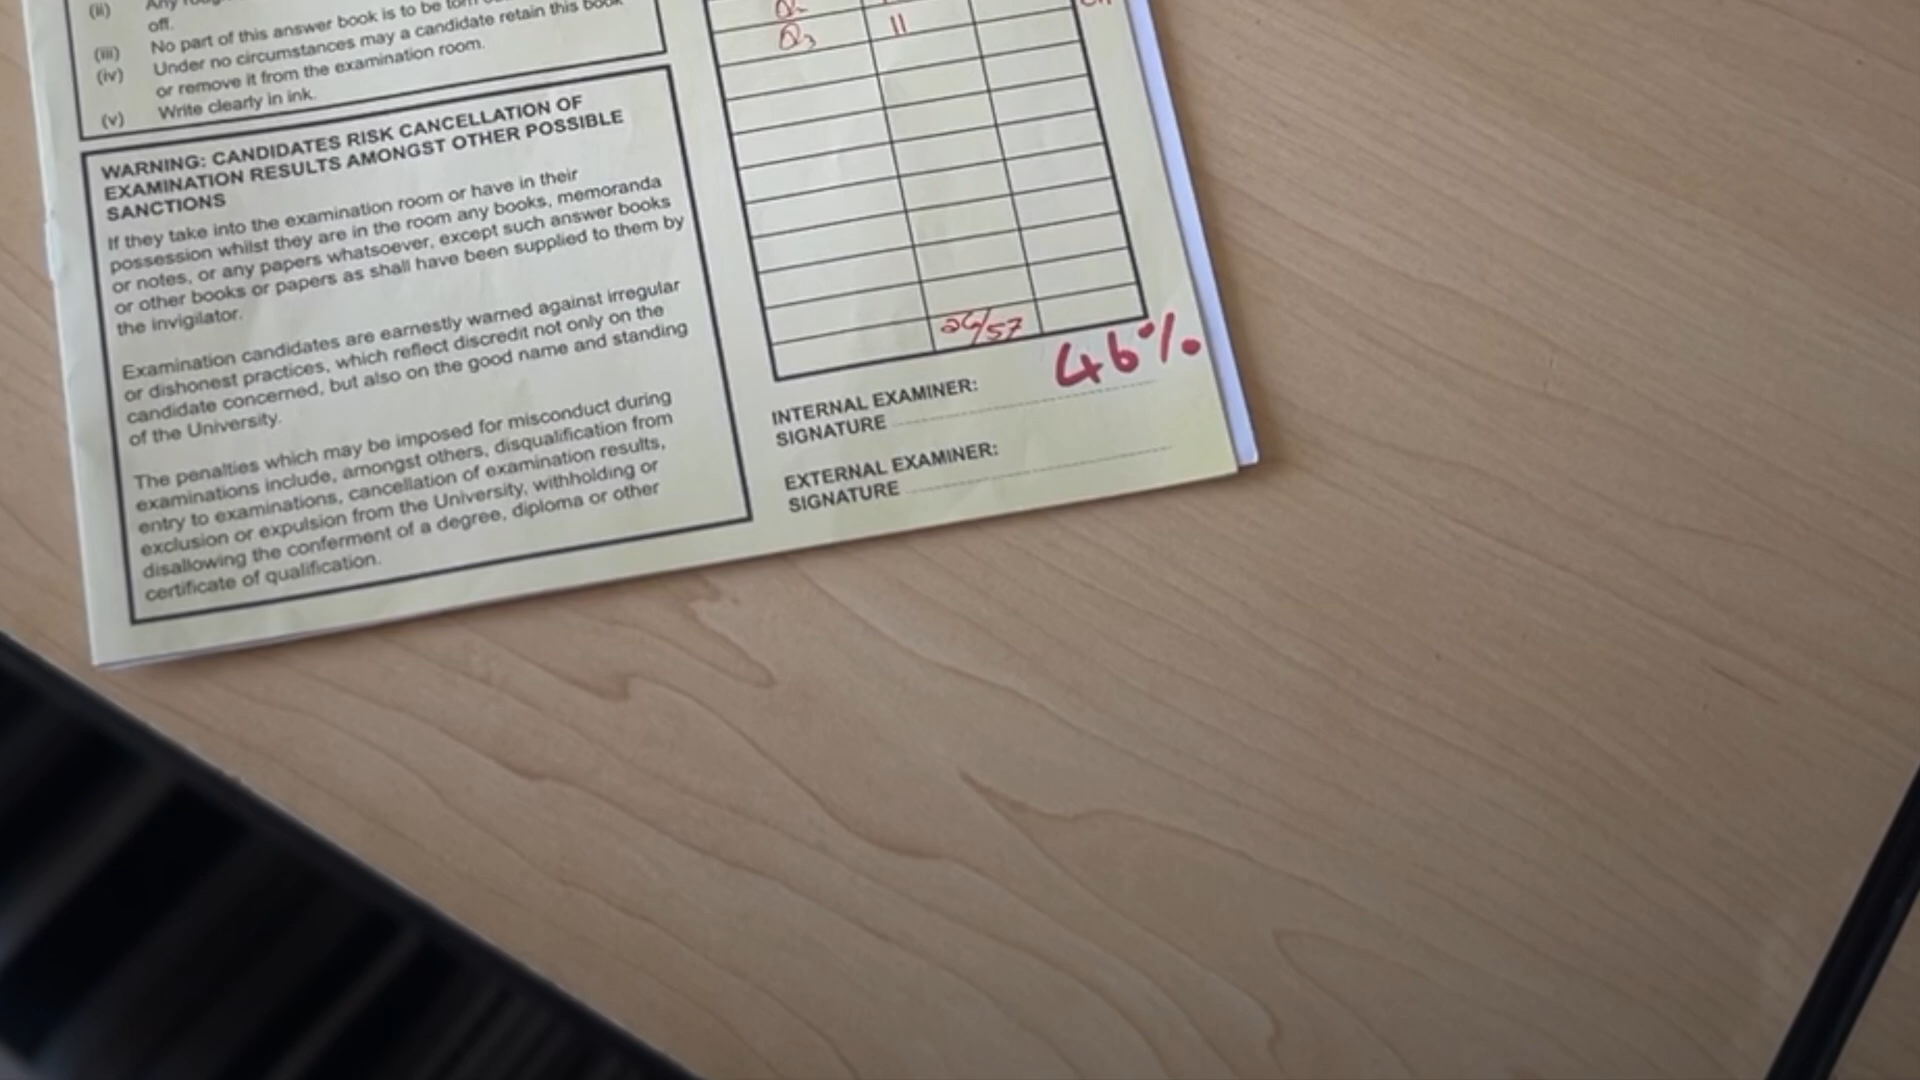 (ii) Any
off.
(iii) No part of this answer book is to be torn
(iv) Under no circumstances may a candidate retain this book
or remove it from the examination room.
(v) Write clearly in ink.
WARNING: CANDIDATES RISK CANCELLATION OF
EXAMINATION RESULTS AMONGST OTHER POSSIBLE
SANCTIONS
If they take into the examination room or have in their
possession whilst they are in the room any books, memoranda
or notes, or any papers whatsoever, except such answer books
or other books or papers as shall have been supplied to them by
the invigilator.
Examination candidates are earnestly warned against irregular
or dishonest practices, which reflect discredit not only on the
candidate concerned, but also on the good name and standing
of the University.
The penalties which may be imposed for misconduct during
examinations include, amongst others, disqualification from
entry to examinations, cancellation of examination results,
exclusion or expulsion from the University, withholding or
disallowing the conferment of a degree, diploma or other
certificate of qualification.
Q3 11
26/57
46%
INTERNAL EXAMINER:
SIGNATURE
EXTERNAL EXAMINER:
SIGNATURE